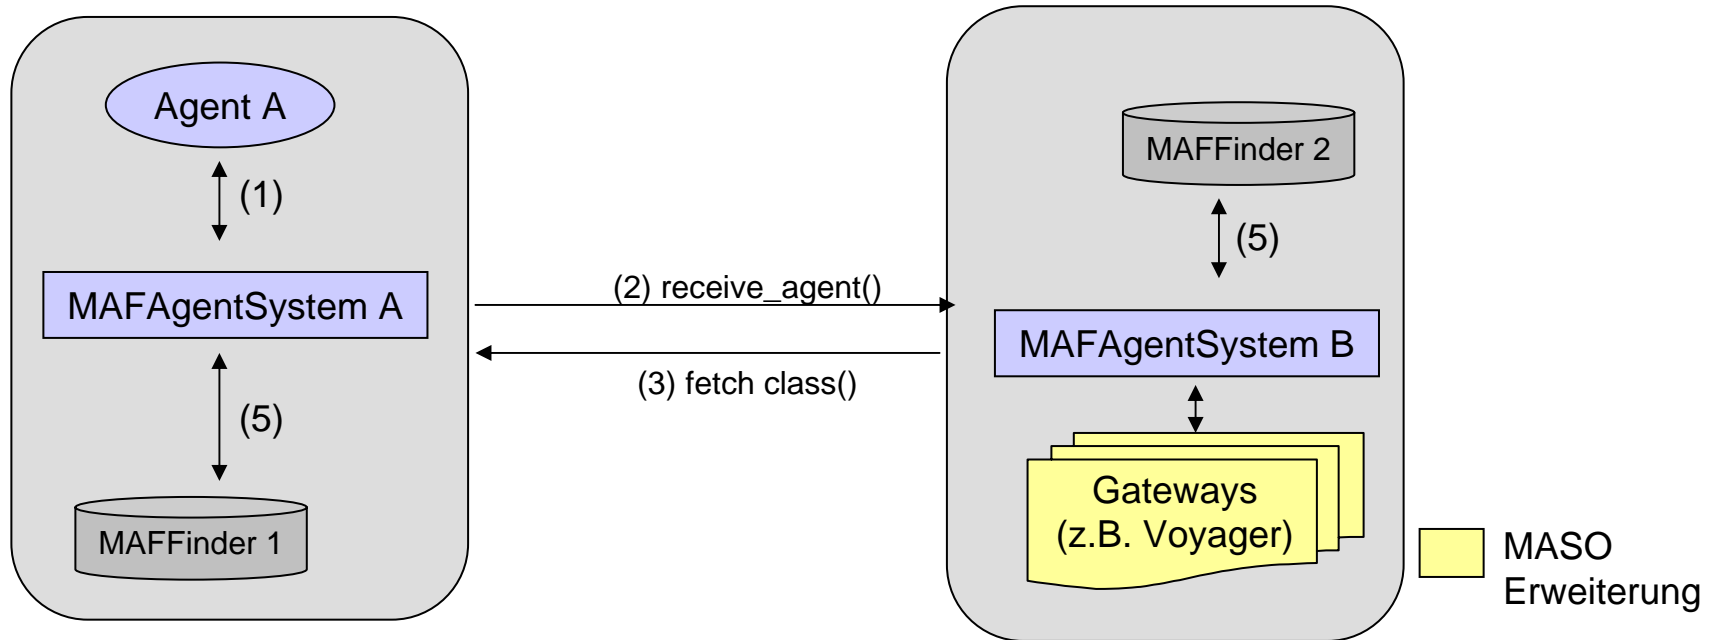 Agent A
(1)
MAFAgentSystem A
(5)
MAFFinder 1
(2) receive_agent()
(3) fetch class()
MAFFinder 2
(5)
MAFAgentSystem B
Gateways
(z.B. Voyager)
MASO
Erweiterung